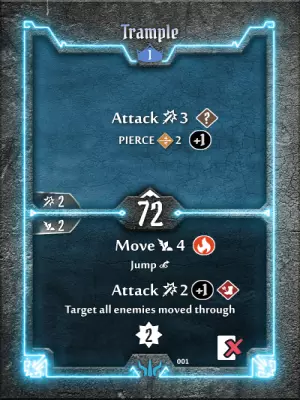 Trample
1
Attack 3 ?
PIERCE 2 +1
2
72
2
Move 4
Jump
Attack 2 +1
Target all enemies moved through
2
001